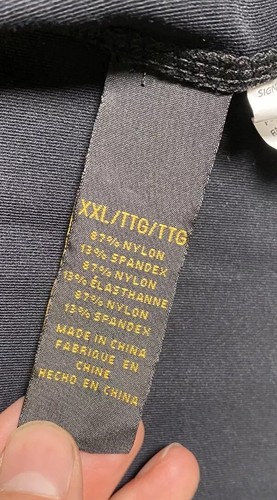 XXL/TTG/TTG
87% NYLON
13% SPANDEX
87% NYLON
13% ÉLASTHANNE
87% NYLON
13% SPANDEX
MADE IN CHINA
FABRIQUÉ EN
CHINE
HECHO EN CHINA
SIGN